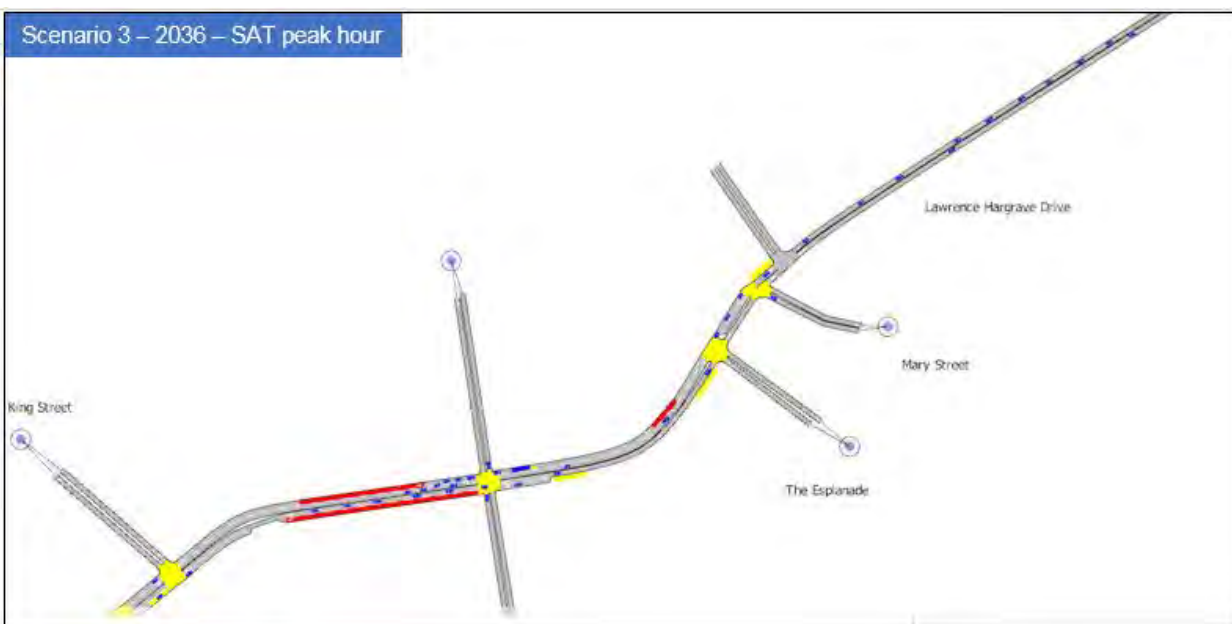 Scenario 3 – 2036 – SAT peak hour
Lawrence Hargrave Drive
Mary Street
King Street
The Esplanade